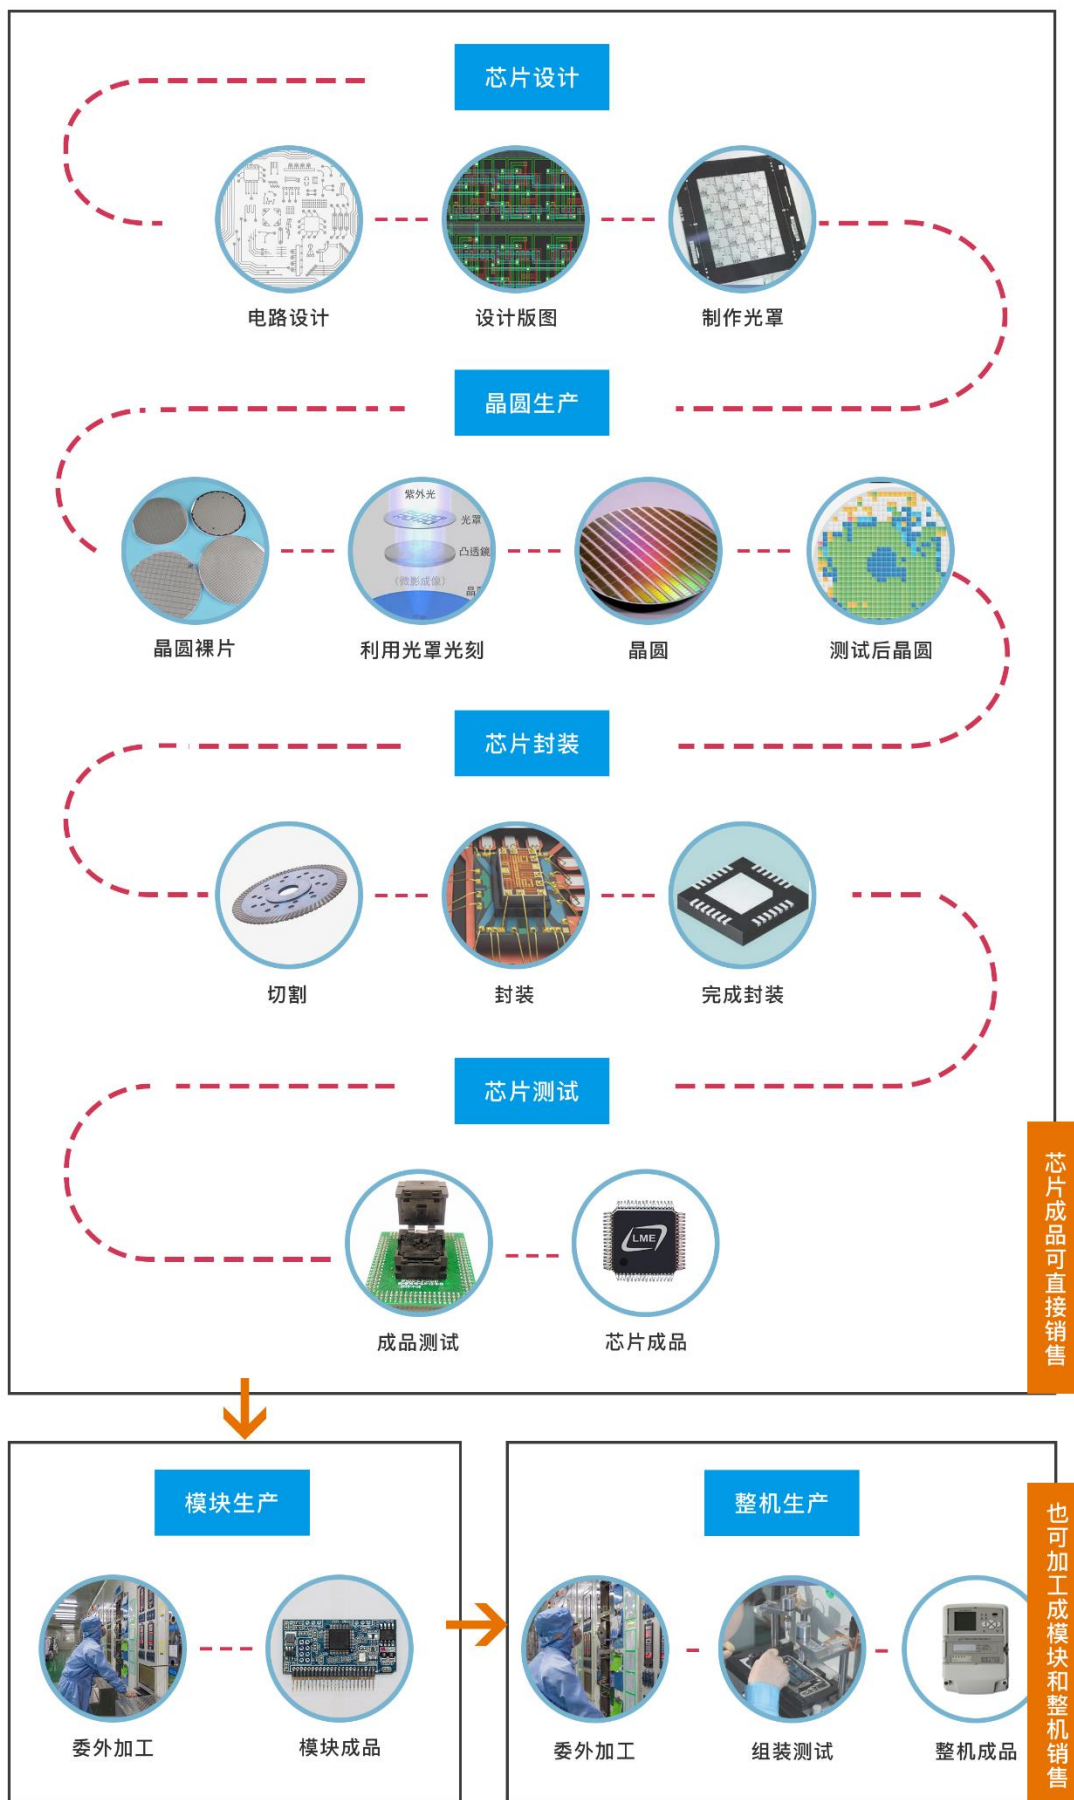 芯片设计
电路设计
设计版图
制作光罩
晶圆生产
紫外光
光罩
凸透鏡
(微影成像)
晶圆裸片
利用光罩光刻
晶圆
测试后晶圆
芯片封装
切割
封装
完成封装
芯片测试
LME
成品测试
芯片成品
芯片成品可直接销售
模块生产
委外加工
模块成品
整机生产
委外加工
组装测试
整机成品
也可加工成模块和整机销售